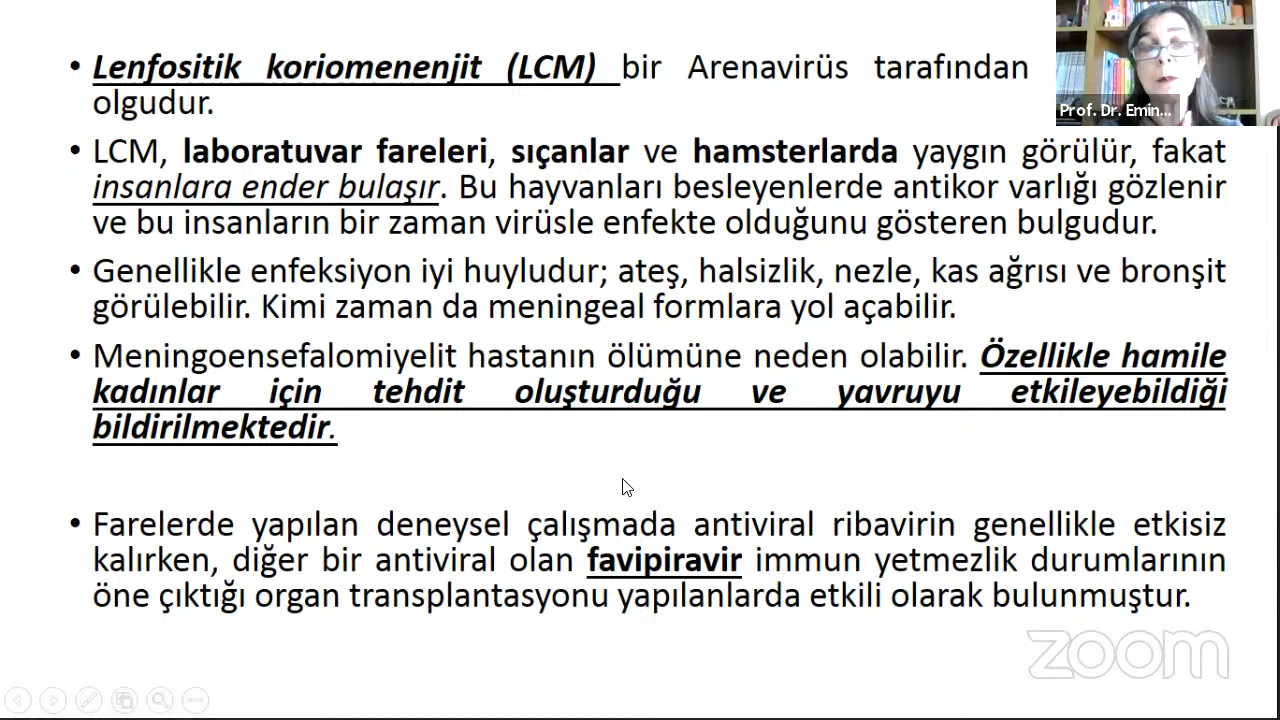 • Lenfositik koriomenenjit (LCM) bir Arenavirüs tarafından
olgudur.
• LCM, laboratuvar fareleri, sıçanlar ve hamsterlarda yaygın görülür, fakat
insanlara ender bulaşır. Bu hayvanları besleyenlerde antikor varlığı gözlenir
ve bu insanların bir zaman virüsle enfekte olduğunu gösteren bulgudur.
• Genellikle enfeksiyon iyi huyludur; ateş, halsizlik, nezle, kas ağrısı ve bronşit
görülebilir. Kimi zaman da meningeal formlara yol açabilir.
• Meningoensefalomiyelit hastanın ölümüne neden olabilir. Özellikle hamile
kadınlar için tehdit oluşturduğu ve yavruyu etkileyebildiği
bildirilmektedir.
• Farelerde yapılan deneysel çalışmada antiviral ribavirin genellikle etkisiz
kalırken, diğer bir antiviral olan favipiravir immun yetmezlik durumlarının
öne çıktığı organ transplantasyonu yapılanlarda etkili olarak bulunmuştur.
Prof. Dr. Emin...
zoom